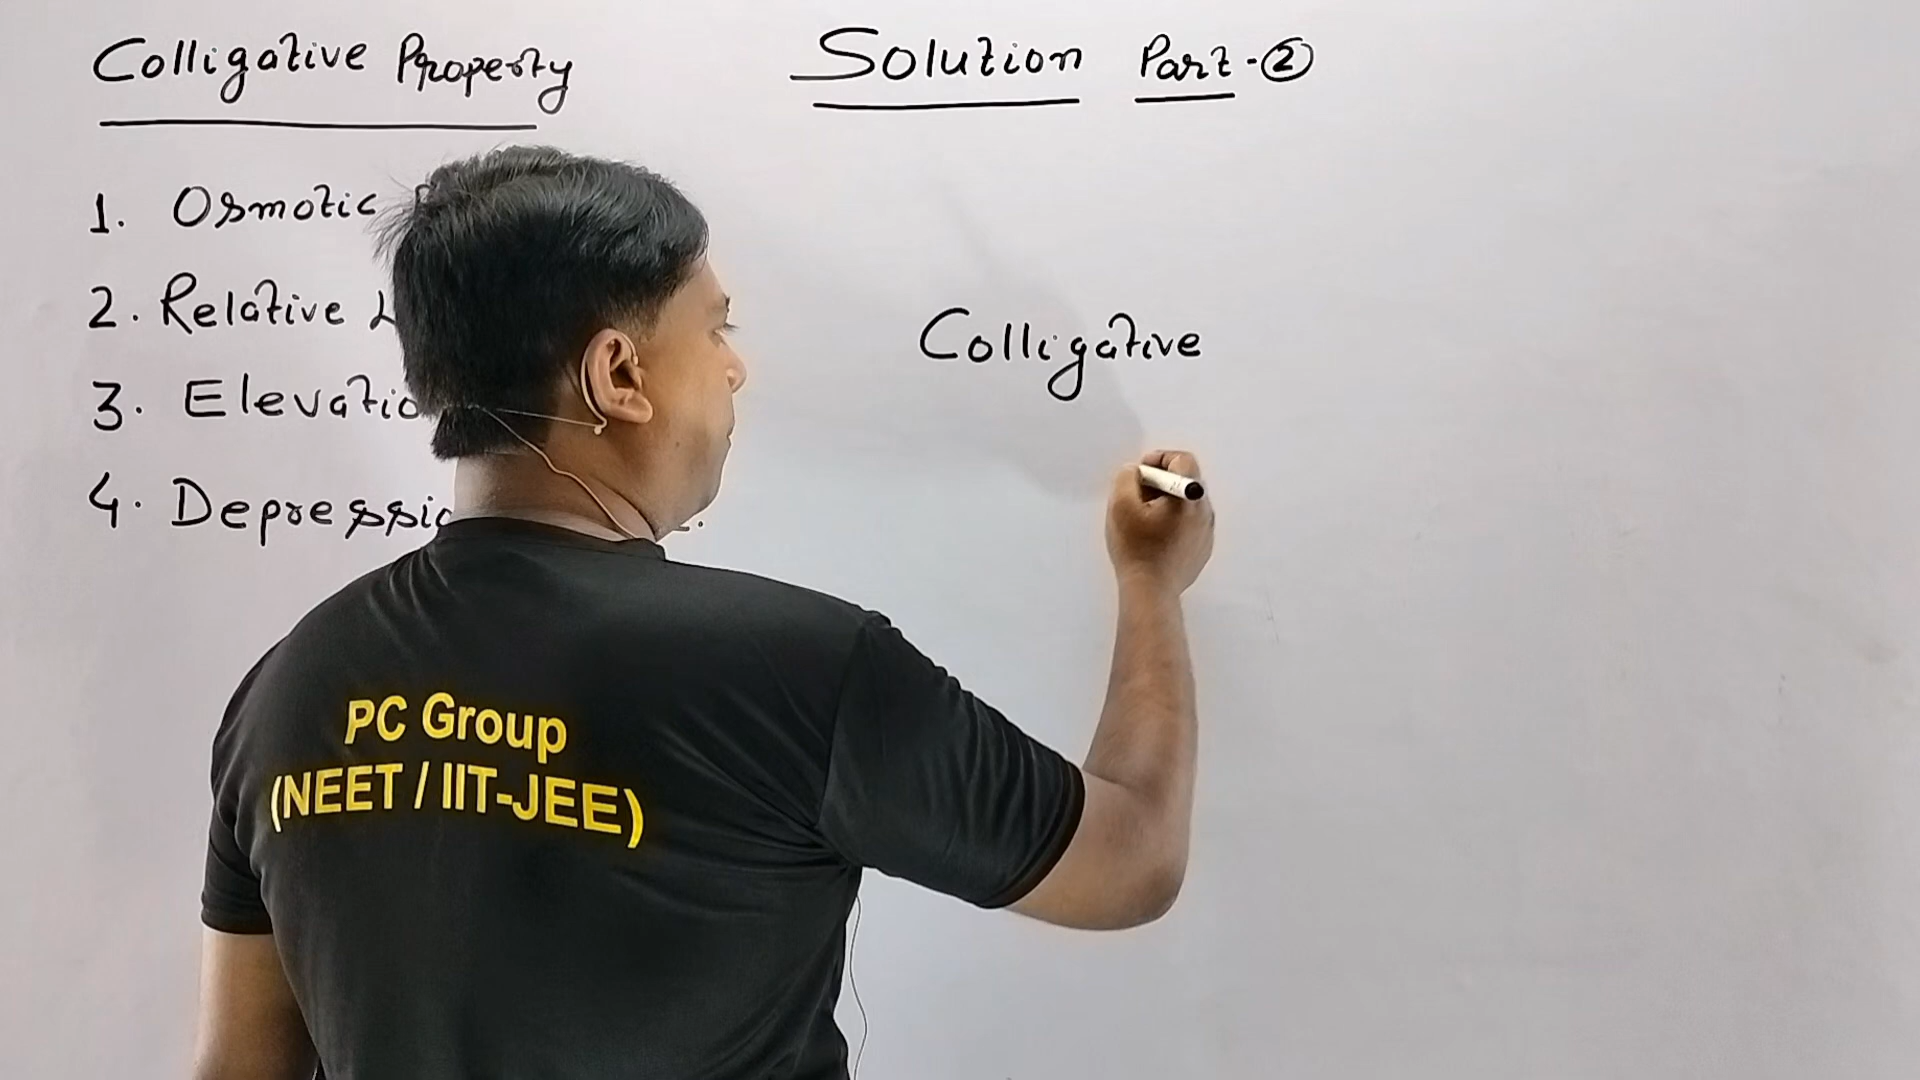 Colligative Property
Solution Part-②
1. Osmotic
2. Relative
3. Elevatio
4. Depressio
Colligative
PC Group
(NEET / IIT-JEE)